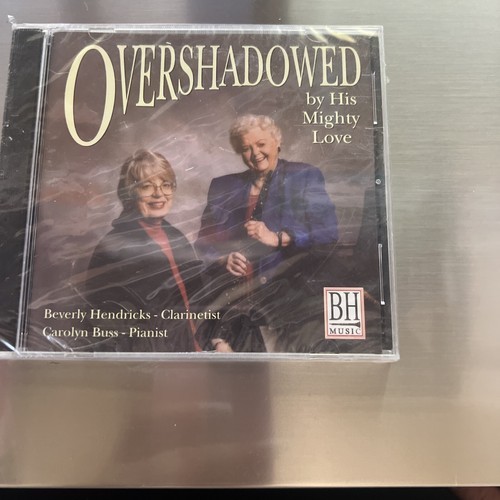 OVERSHADOWED
by His
Mighty
Love
Beverly Hendricks - Clarinetist
Carolyn Buss - Pianist
BH
MUSIC